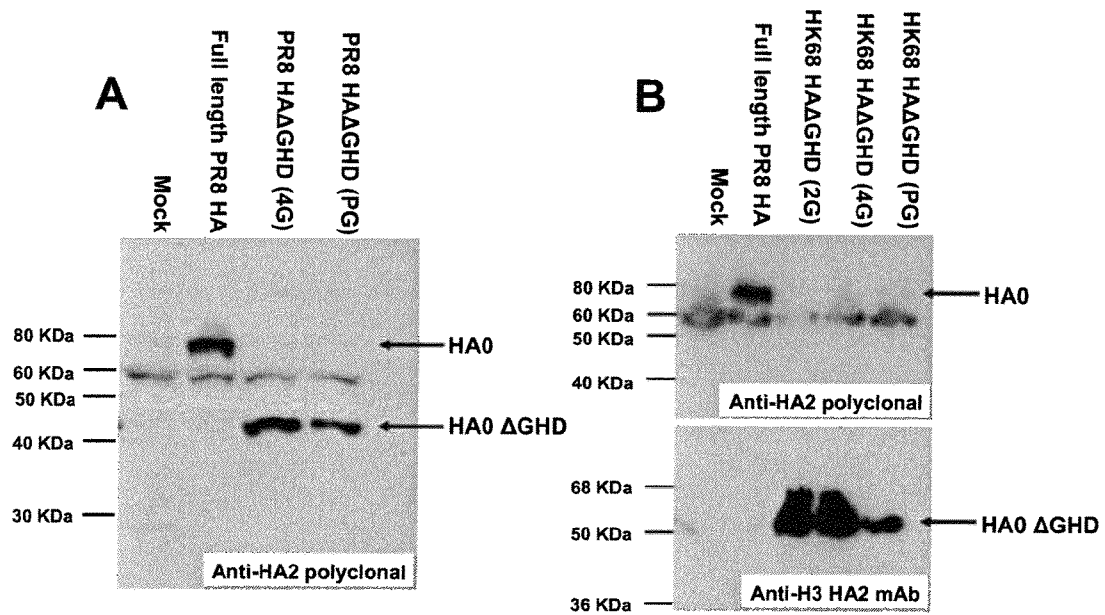 A
Mock
Full length PR8 HA
PR8 HAΔGHD (4G)
PR8 HAΔGHD (PG)
80 KDa
60 KDa
50 KDa
40 KDa
30 KDa
HA0
HA0 ΔGHD
Anti-HA2 polyclonal
B
Mock
Full length PR8 HA
HK68 HAΔGHD (2G)
HK68 HAΔGHD (4G)
HK68 HAΔGHD (PG)
80 KDa
60 KDa
50 KDa
40 KDa
HA0
Anti-HA2 polyclonal
68 KDa
50 KDa
36 KDa
HA0 ΔGHD
Anti-H3 HA2 mAb